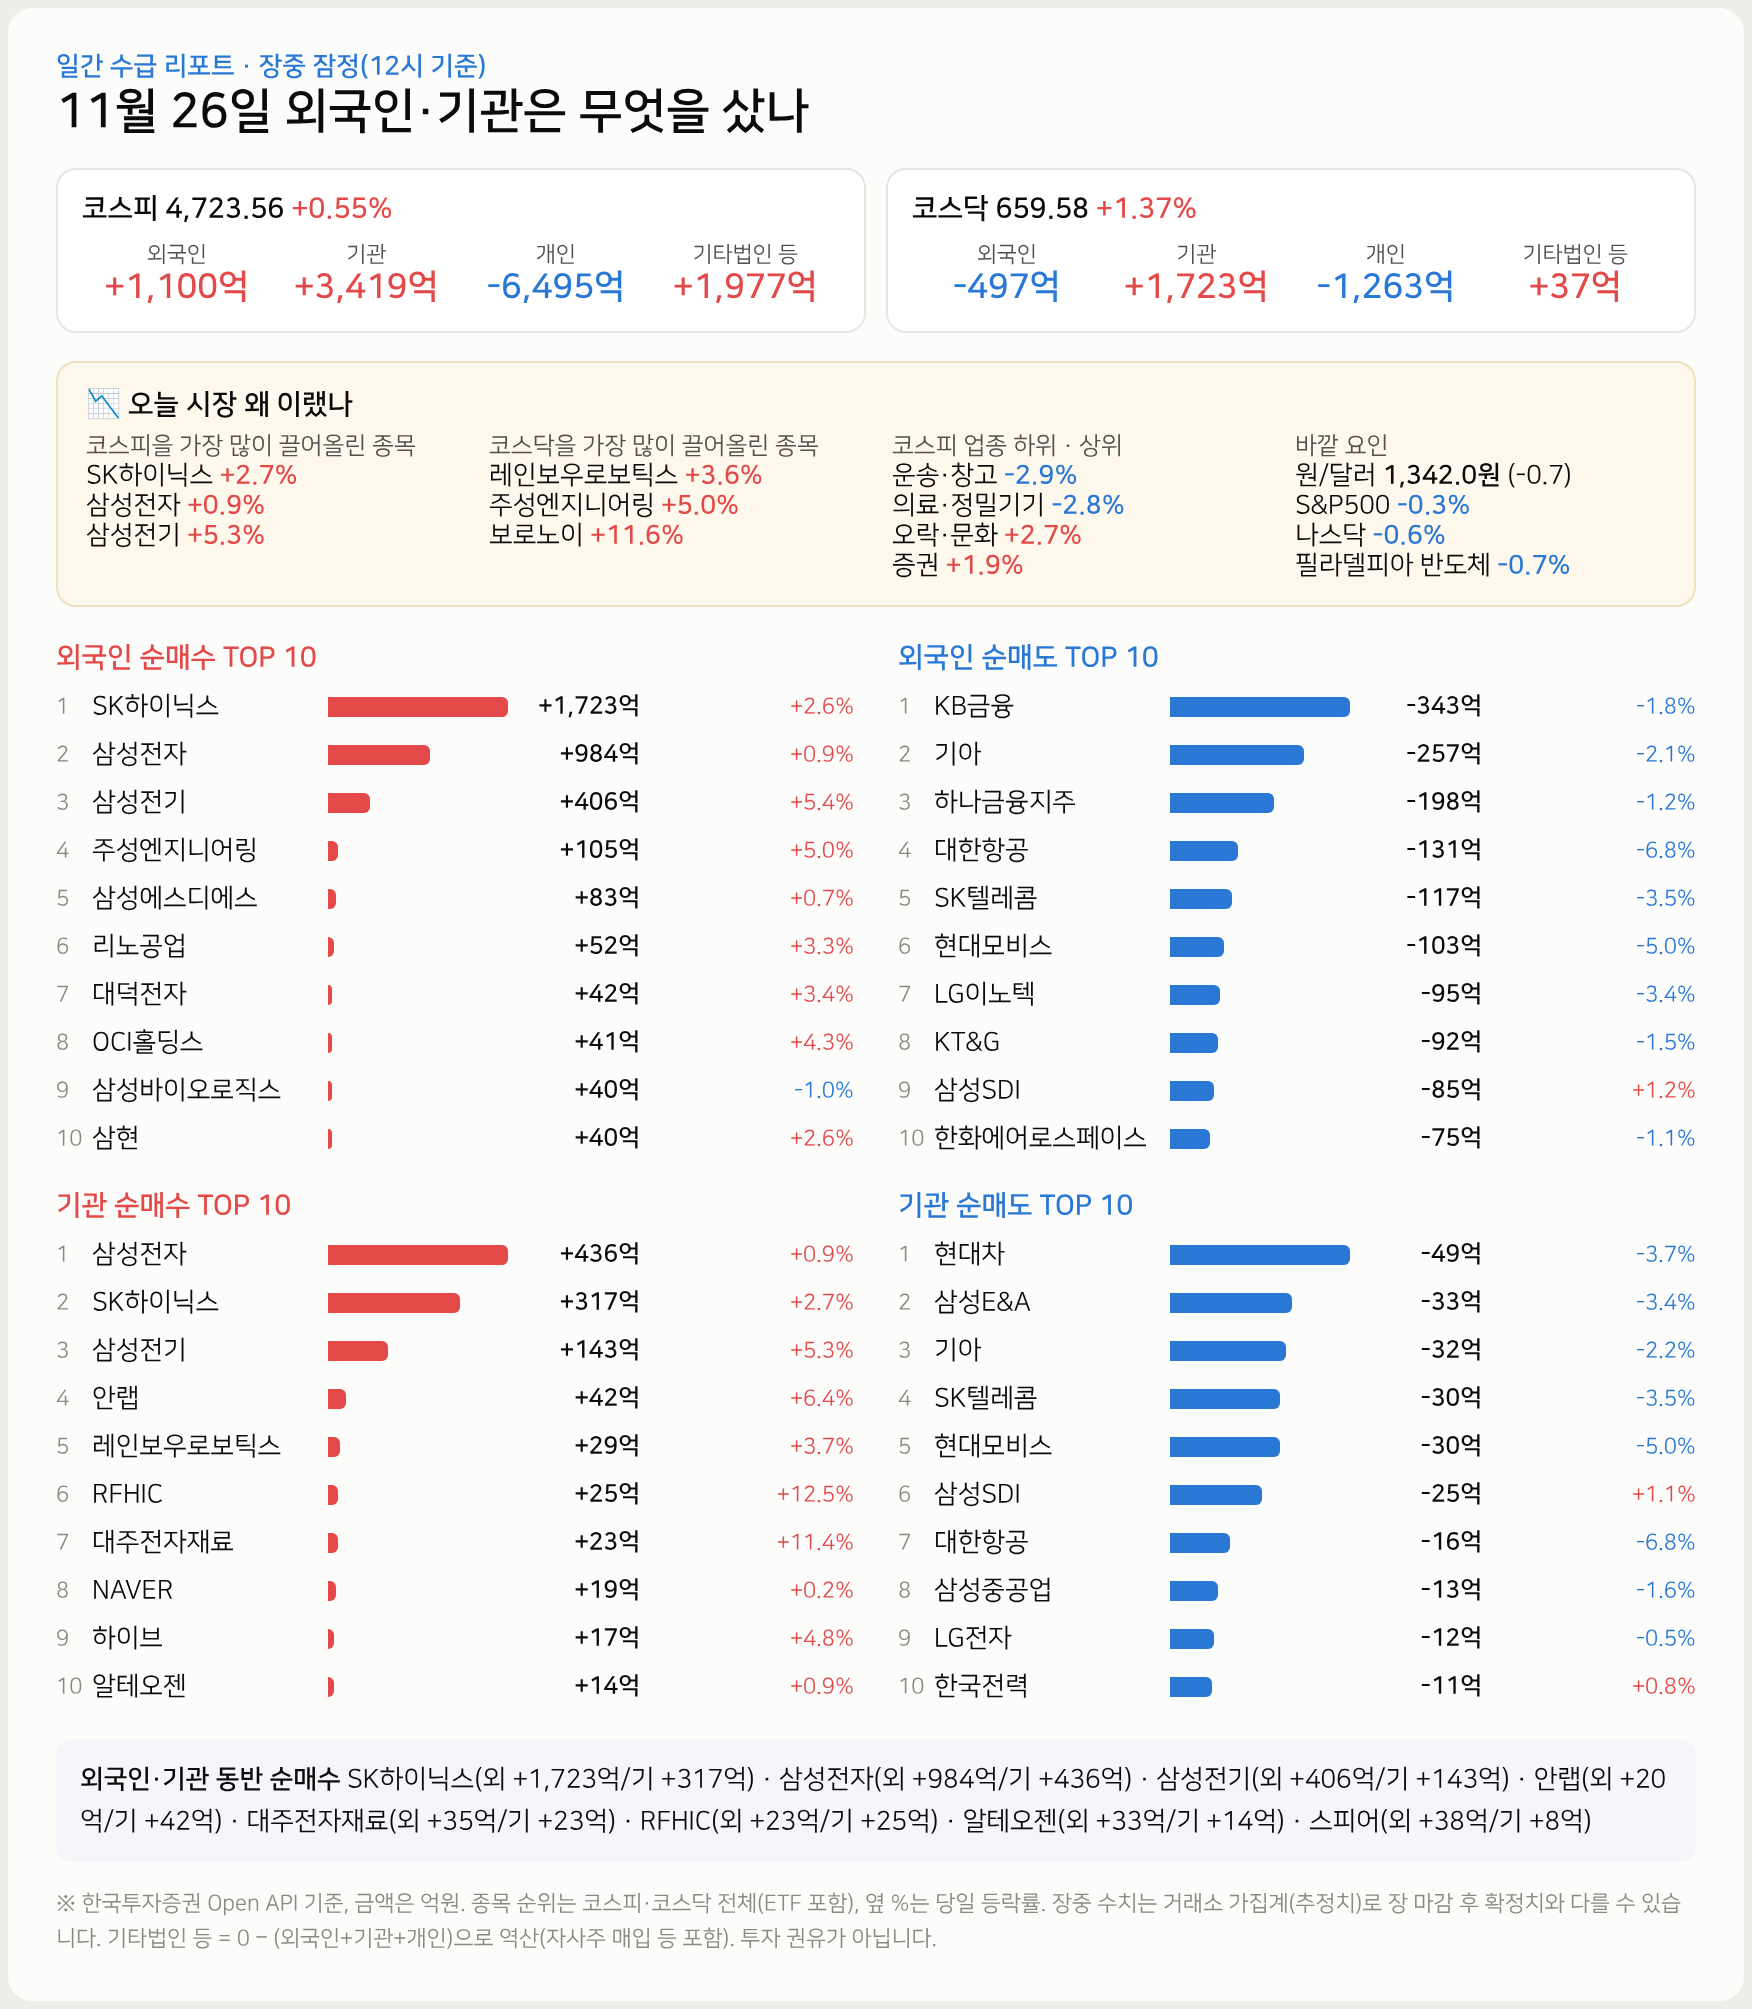 일간 수급 리포트 · 장중 잠정(12시 기준)
11월 26일 외국인·기관은 무엇을 샀나
코스피 4,723.56 +0.55%
외국인 기관 개인 기타법인 등
+1,100억 +3,419억 -6,495억 +1,977억
코스닥 659.58 +1.37%
외국인 기관 개인 기타법인 등
-497억 +1,723억 -1,263억 +37억
📉 오늘 시장 왜 이랬나
코스피을 가장 많이 끌어올린 종목
SK하이닉스 +2.7%
삼성전자 +0.9%
삼성전기 +5.3%
코스닥을 가장 많이 끌어올린 종목
레인보우로보틱스 +3.6%
주성엔지니어링 +5.0%
보로노이 +11.6%
코스피 업종 하위 · 상위
운송·창고 -2.9%
의료·정밀기기 -2.8%
오락·문화 +2.7%
증권 +1.9%
바깥 요인
원/달러 1,342.0원 (-0.7)
S&P500 -0.3%
나스닥 -0.6%
필라델피아 반도체 -0.7%
외국인 순매수 TOP 10
1 SK하이닉스 +1,723억 +2.6%
2 삼성전자 +984억 +0.9%
3 삼성전기 +406억 +5.4%
4 주성엔지니어링 +105억 +5.0%
5 삼성에스디에스 +83억 +0.7%
6 리노공업 +52억 +3.3%
7 대덕전자 +42억 +3.4%
8 OCI홀딩스 +41억 +4.3%
9 삼성바이오로직스 +40억 -1.0%
10 삼현 +40억 +2.6%
외국인 순매도 TOP 10
1 KB금융 -343억 -1.8%
2 기아 -257억 -2.1%
3 하나금융지주 -198억 -1.2%
4 대한항공 -131억 -6.8%
5 SK텔레콤 -117억 -3.5%
6 현대모비스 -103억 -5.0%
7 LG이노텍 -95억 -3.4%
8 KT&G -92억 -1.5%
9 삼성SDI -85억 +1.2%
10 한화에어로스페이스 -75억 -1.1%
기관 순매수 TOP 10
1 삼성전자 +436억 +0.9%
2 SK하이닉스 +317억 +2.7%
3 삼성전기 +143억 +5.3%
4 안랩 +42억 +6.4%
5 레인보우로보틱스 +29억 +3.7%
6 RFHIC +25억 +12.5%
7 대주전자재료 +23억 +11.4%
8 NAVER +19억 +0.2%
9 하이브 +17억 +4.8%
10 알테오젠 +14억 +0.9%
기관 순매도 TOP 10
1 현대차 -49억 -3.7%
2 삼성E&A -33억 -3.4%
3 기아 -32억 -2.2%
4 SK텔레콤 -30억 -3.5%
5 현대모비스 -30억 -5.0%
6 삼성SDI -25억 +1.1%
7 대한항공 -16억 -6.8%
8 삼성중공업 -13억 -1.6%
9 LG전자 -12억 -0.5%
10 한국전력 -11억 +0.8%
외국인·기관 동반 순매수 SK하이닉스(외 +1,723억/기 +317억) · 삼성전자(외 +984억/기 +436억) · 삼성전기(외 +406억/기 +143억) · 안랩(외 +20
억/기 +42억) · 대주전자재료(외 +35억/기 +23억) · RFHIC(외 +23억/기 +25억) · 알테오젠(외 +33억/기 +14억) · 스피어(외 +38억/기 +8억)
※ 한국투자증권 Open API 기준, 금액은 억원. 종목 순위는 코스피·코스닥 전체(ETF 포함), 옆 %는 당일 등락률. 장중 수치는 거래소 가집계(추정치)로 장 마감 후 확정치와 다를 수 있습
니다. 기타법인 등 = 0 − (외국인+기관+개인)으로 역산(자사주 매입 등 포함). 투자 권유가 아닙니다.